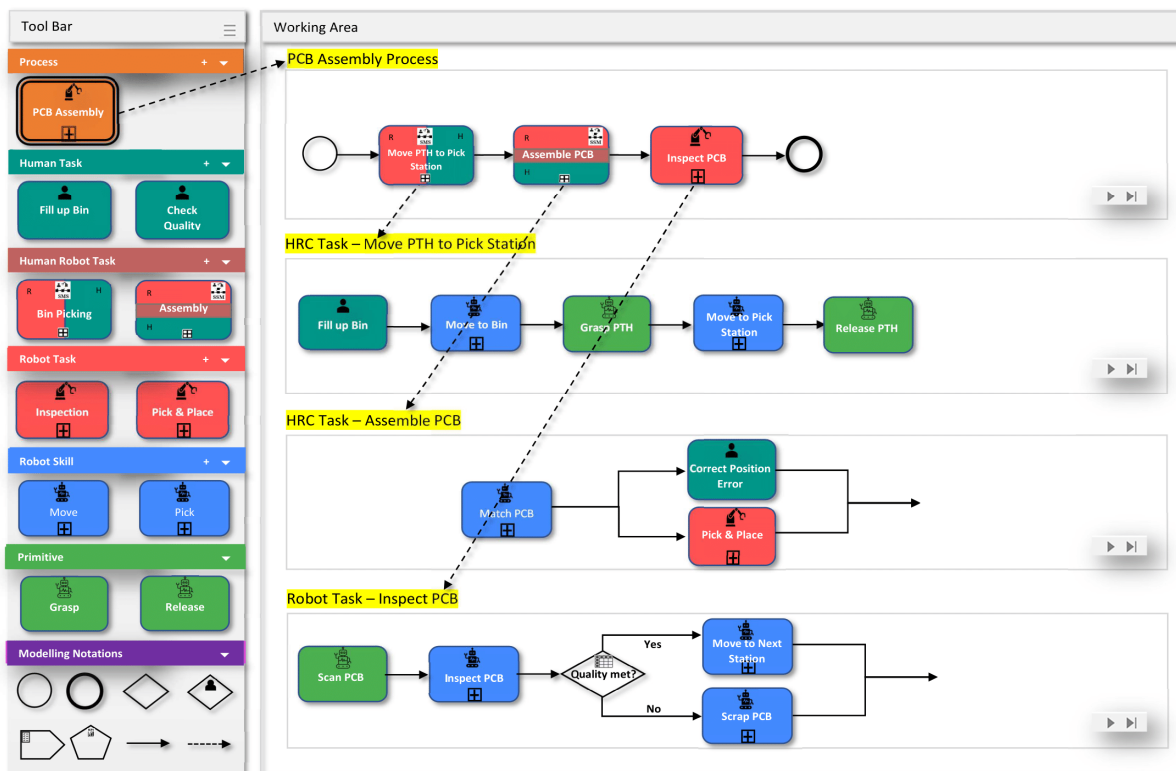 Tool Bar
Process
+
PCB Assembly
Human Task
+
Fill up Bin
Check
Quality
Human Robot Task
+
R
SMS
H
Bin Picking
R
SSM
Assembly
H
Robot Task
+
Inspection
Pick & Place
Robot Skill
+
Move
Pick
Primitive
Grasp
Release
Modelling Notations
Working Area
PCB Assembly Process
R
SMS
H
Move PTH to Pick
Station
R
SSM
Assemble PCB
H
Inspect PCB
HRC Task – Move PTH to Pick Station
Fill up Bin
Move to Bin
Grasp PTH
Move to Pick
Station
Release PTH
HRC Task – Assemble PCB
Match PCB
Correct Position
Error
Pick & Place
Robot Task – Inspect PCB
Scan PCB
Inspect PCB
Quality met?
Yes
No
Move to Next
Station
Scrap PCB